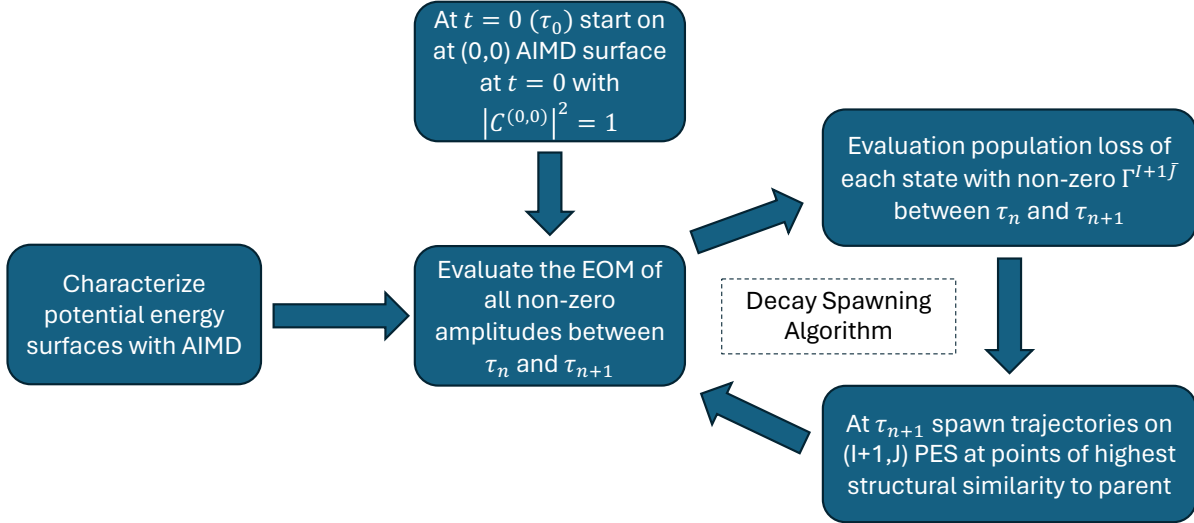 At t = 0 (τ₀) start on
at (0,0) AIMD surface
at t = 0 with
|C^(0,0)|² = 1
Evaluation population loss of
each state with non-zero Γ^{I+1J̄}
between τₙ and τₙ₊₁
Characterize
potential energy
surfaces with AIMD
Evaluate the EOM of
all non-zero
amplitudes between
τₙ and τₙ₊₁
Decay Spawning
Algorithm
At τₙ₊₁ spawn trajectories on
(I+1,J) PES at points of highest
structural similarity to parent